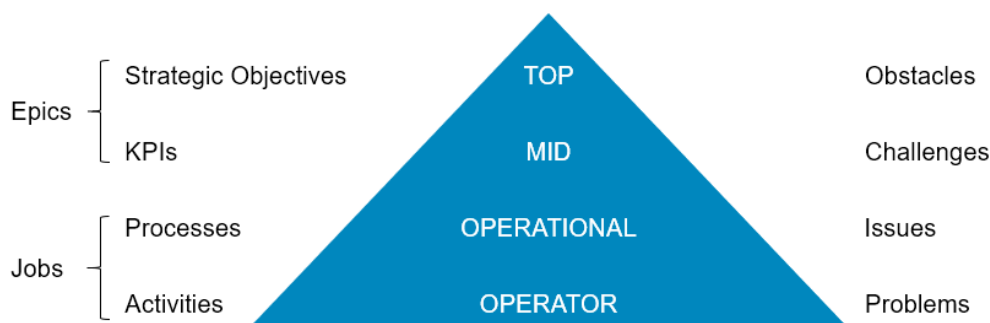 Strategic Objectives TOP Obstacles
Epics
KPIs MID Challenges
Processes OPERATIONAL Issues
Jobs
Activities OPERATOR Problems